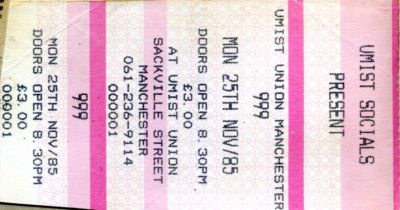 UMIST SOCIALS
PRESENT
UMIST UNION MANCHESTER
999
MON 25TH NOV/85
DOORS OPEN 8.30PM
£3.00
AT UMIST UNION
SACKVILLE STREET
MANCHESTER
061-236-9114
000001
999
MON 25TH NOV/85
DOORS OPEN 8.30PM
£3.00
000001